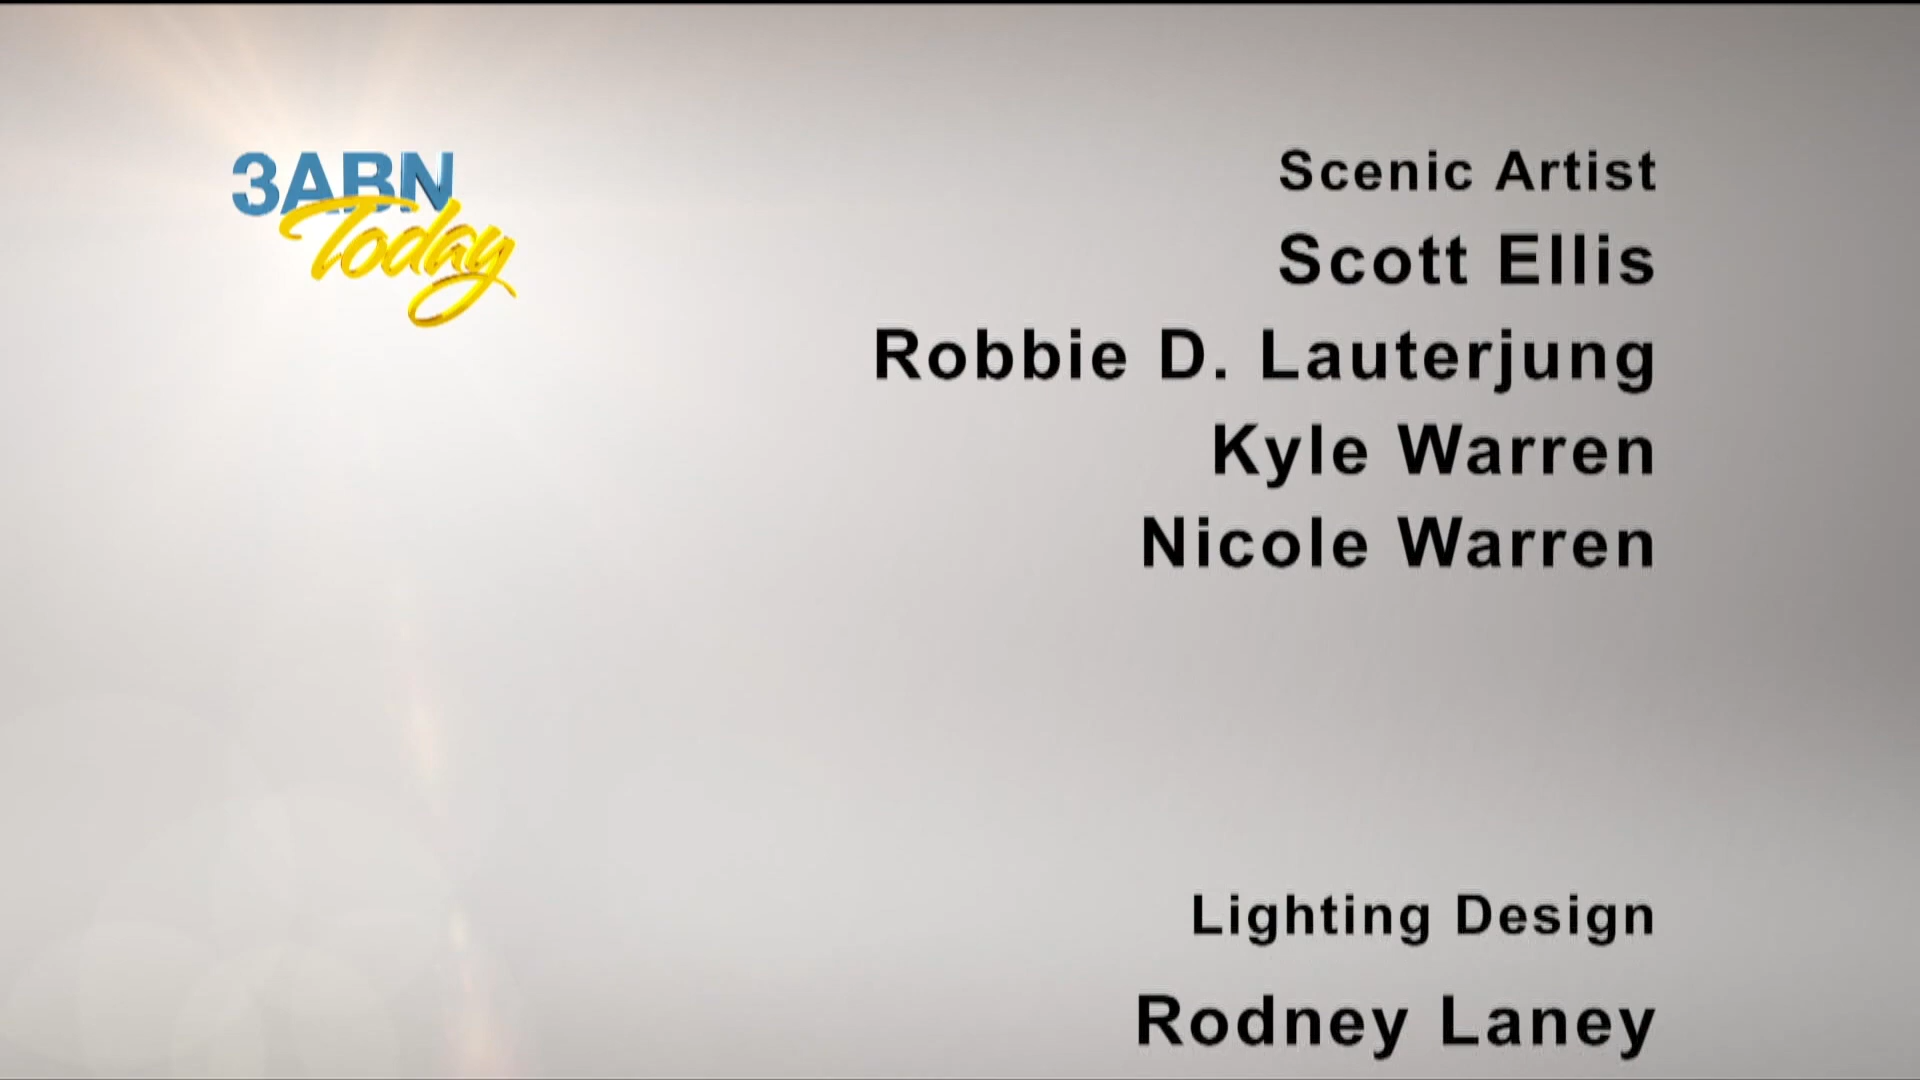 3ABN
Today
Scenic Artist
Scott Ellis
Robbie D. Lauterjung
Kyle Warren
Nicole Warren
Lighting Design
Rodney Laney